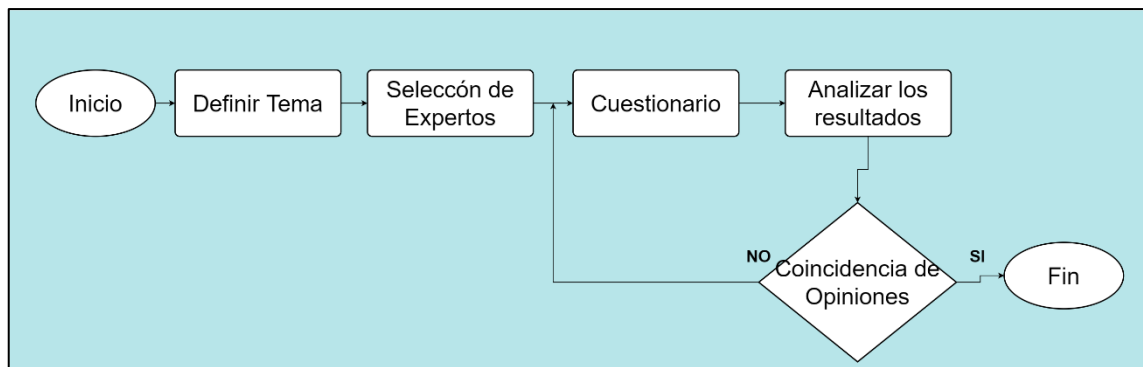 Inicio
Definir Tema
Seleccón de
Expertos
Cuestionario
Analizar los
resultados
NO
Coincidencia de
Opiniones
SI
Fin